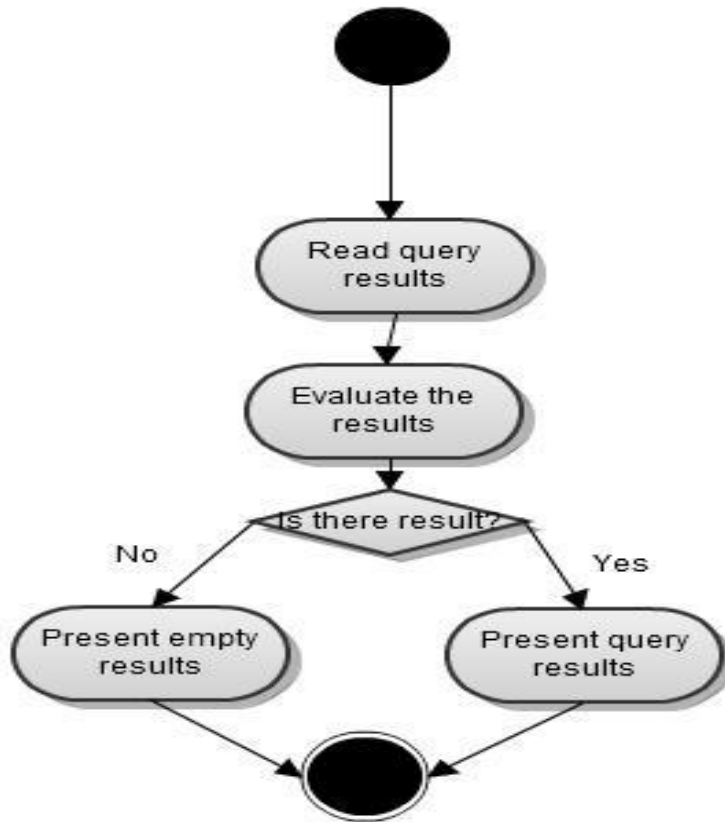 Read query
results
Evaluate the
results
Is there result?
No
Yes
Present empty
results
Present query
results